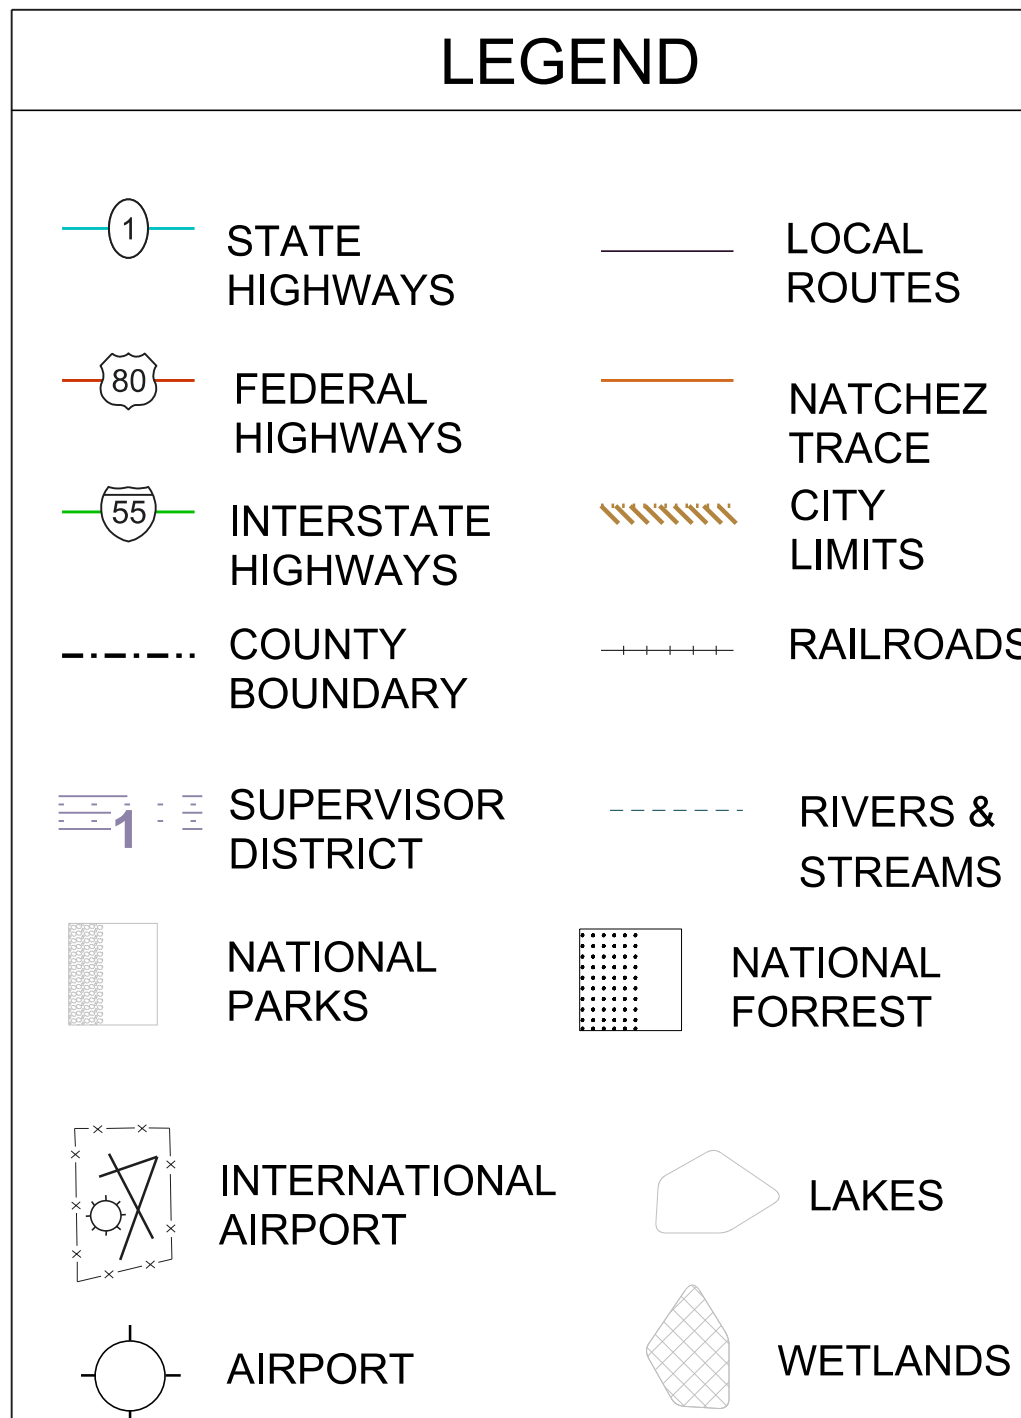 LEGEND
1
STATE
HIGHWAYS
LOCAL
ROUTES
80
FEDERAL
HIGHWAYS
NATCHEZ
TRACE
55
INTERSTATE
HIGHWAYS
CITY
LIMITS
COUNTY
BOUNDARY
RAILROADS
1
SUPERVISOR
DISTRICT
RIVERS &
STREAMS
NATIONAL
PARKS
NATIONAL
FORREST
INTERNATIONAL
AIRPORT
LAKES
AIRPORT
WETLANDS